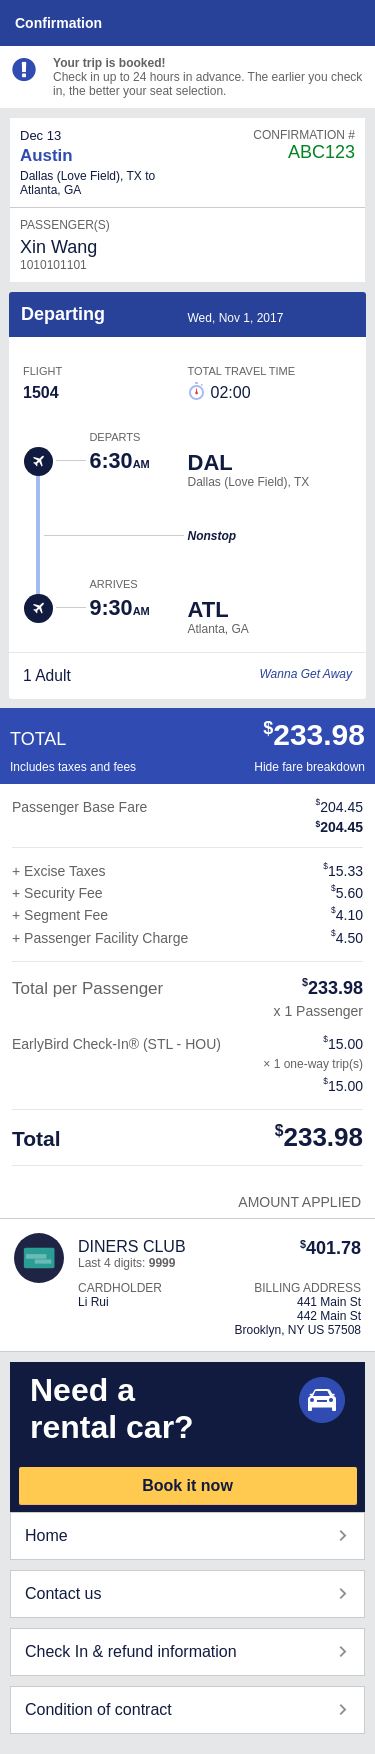 Confirmation
Your trip is booked!
Check in up to 24 hours in advance. The earlier you check
in, the better your seat selection.
Dec 13
CONFIRMATION #
Austin
ABC123
Dallas (Love Field), TX to
Atlanta, GA
PASSENGER(S)
Xin Wang
1010101101
Departing
Wed, Nov 1, 2017
FLIGHT
TOTAL TRAVEL TIME
1504
02:00
DEPARTS
6:30AM
DAL
Dallas (Love Field), TX
Nonstop
ARRIVES
9:30AM
ATL
Atlanta, GA
1 Adult
Wanna Get Away
TOTAL
$233.98
Includes taxes and fees
Hide fare breakdown
Passenger Base Fare
$204.45
$204.45
+ Excise Taxes
$15.33
+ Security Fee
$5.60
+ Segment Fee
$4.10
+ Passenger Facility Charge
$4.50
Total per Passenger
$233.98
x 1 Passenger
EarlyBird Check-In® (STL - HOU)
$15.00
× 1 one-way trip(s)
$15.00
Total
$233.98
AMOUNT APPLIED
DINERS CLUB
$401.78
Last 4 digits: 9999
CARDHOLDER
BILLING ADDRESS
Li Rui
441 Main St
442 Main St
Brooklyn, NY US 57508
Need a
rental car?
Book it now
Home
Contact us
Check In & refund information
Condition of contract